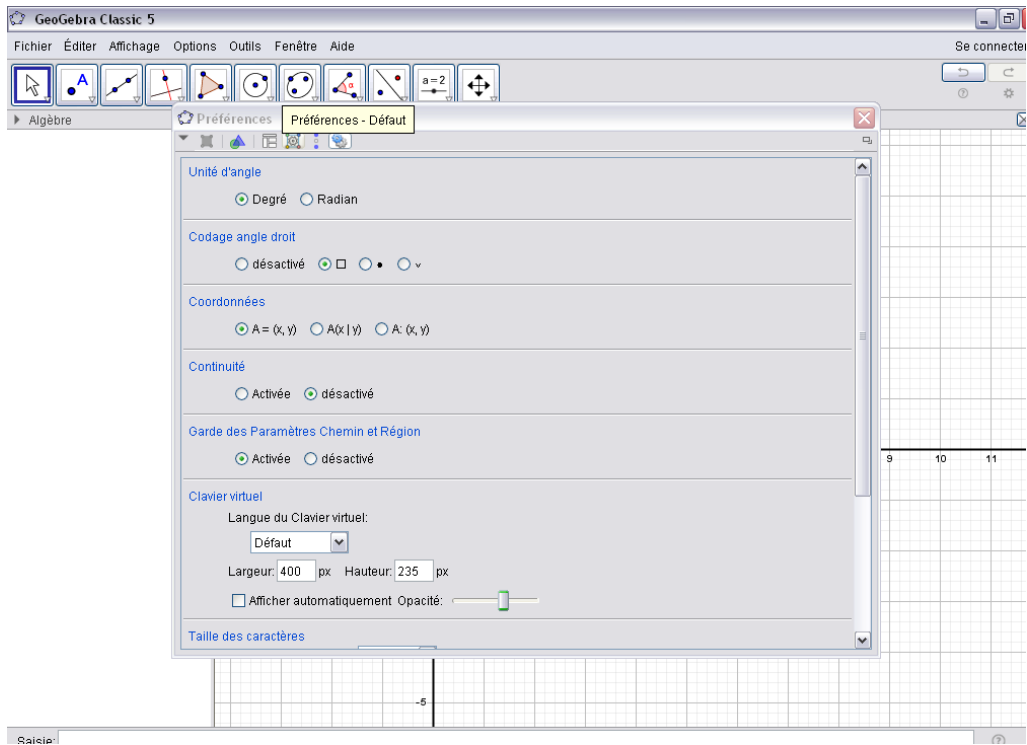 GeoGebra Classic 5
Fichier Éditer Affichage Options Outils Fenêtre Aide
Se connecter
A
α
a=2
Algèbre
Préférences
Préférences - Défaut
Unité d'angle
Degré Radian
Codage angle droit
désactivé
Coordonnées
A = (x, y) A(x | y) A: (x, y)
Continuité
Activée désactivé
Garde des Paramètres Chemin et Région
Activée désactivé
9 10 11
Clavier virtuel
Langue du Clavier virtuel:
Défaut
Largeur: 400 px Hauteur: 235 px
Afficher automatiquement Opacité:
Taille des caractères
-5
Saisie: